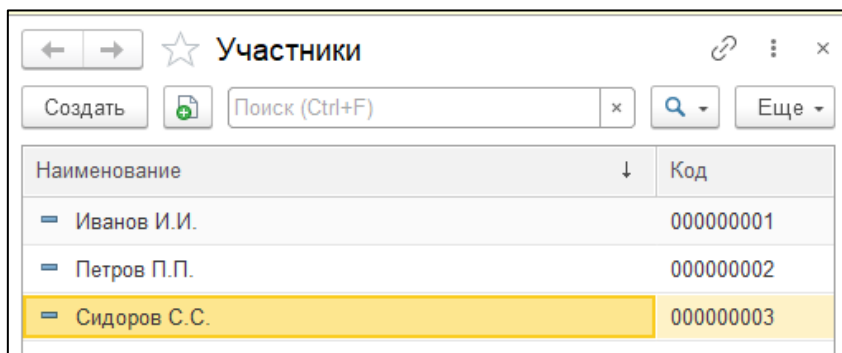 Участники
Создать Поиск (Ctrl+F) Еще
Наименование Код
Иванов И.И. 000000001
Петров П.П. 000000002
Сидоров С.С. 000000003